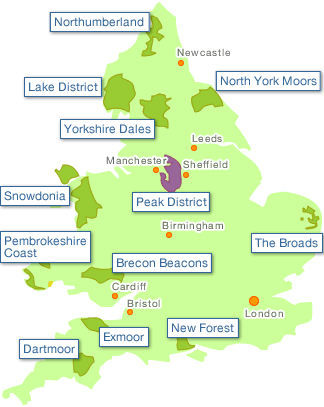 Northumberland
Newcastle
Lake District
North York Moors
Yorkshire Dales
Leeds
Manchester
Sheffield
Snowdonia
Peak District
Birmingham
Pembrokeshire
Coast
The Broads
Brecon Beacons
Cardiff
Bristol
London
New Forest
Exmoor
Dartmoor